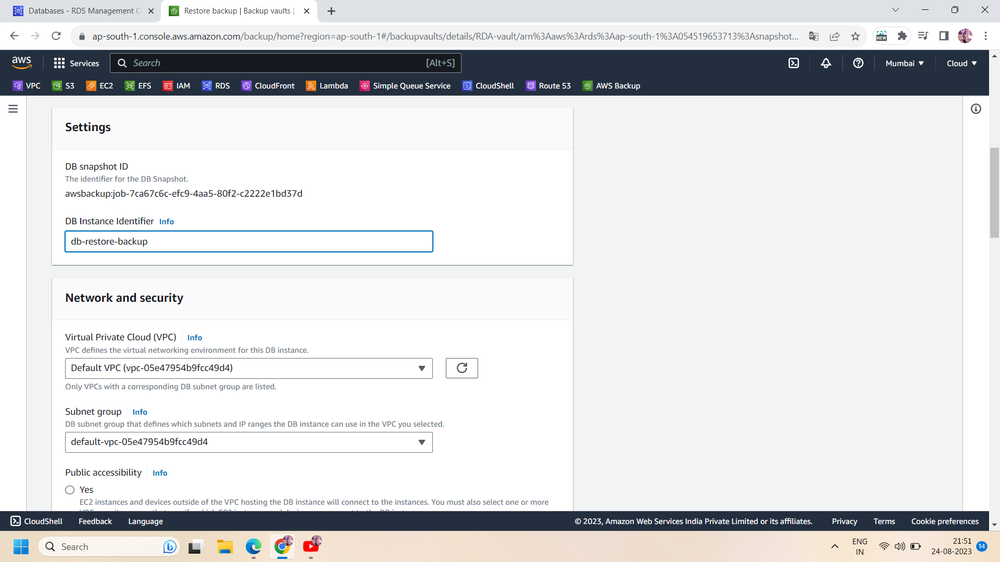 Databases - RDS Management C
Restore backup | Backup vaults |
ap-south-1.console.aws.amazon.com/backup/home?region=ap-south-1#/backupvaults/details/RDA-vault/arn%3Aaws%3Ards%3Aap-south-1%3A054519653713%3Asnapshot...
NEW
aws
Services
Search
[Alt+S]
Mumbai
Cloud
VPC
S3
EC2
EFS
IAM
RDS
CloudFront
Lambda
Simple Queue Service
CloudShell
Route 53
AWS Backup
Settings
DB snapshot ID
The identifier for the DB Snapshot.
awsbackup:job-7ca67c6c-efc9-4aa5-80f2-c2222e1bd37d
DB Instance Identifier Info
db-restore-backup
Network and security
Virtual Private Cloud (VPC) Info
VPC defines the virtual networking environment for this DB instance.
Default VPC (vpc-05e47954b9fcc49d4)
Only VPCs with a corresponding DB subnet group are listed.
Subnet group Info
DB subnet group that defines which subnets and IP ranges the DB instance can use in the VPC you selected.
default-vpc-05e47954b9fcc49d4
Public accessibility Info
Yes
EC2 instances and devices outside of the VPC hosting the DB instance will connect to the instances. You must also select one or more
CloudShell
Feedback
Language
© 2023, Amazon Web Services India Private Limited or its affiliates.
Privacy
Terms
Cookie preferences
Search
ENG
IN
21:51
24-08-2023
14